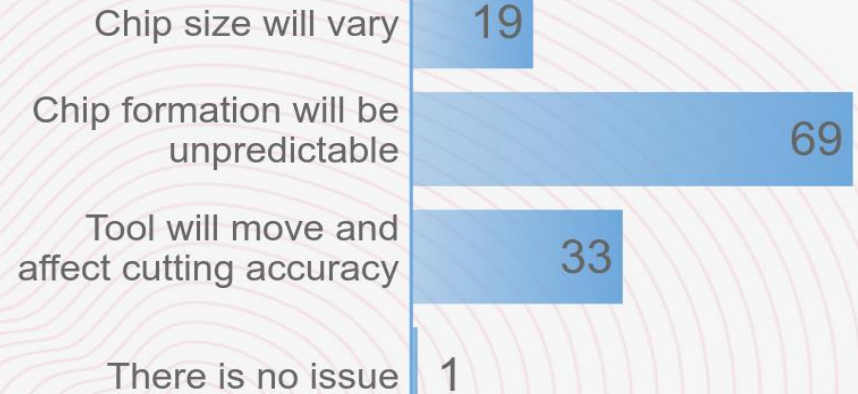 Chip size will vary
19
Chip formation will be
unpredictable
69
Tool will move and
affect cutting accuracy
33
There is no issue
1